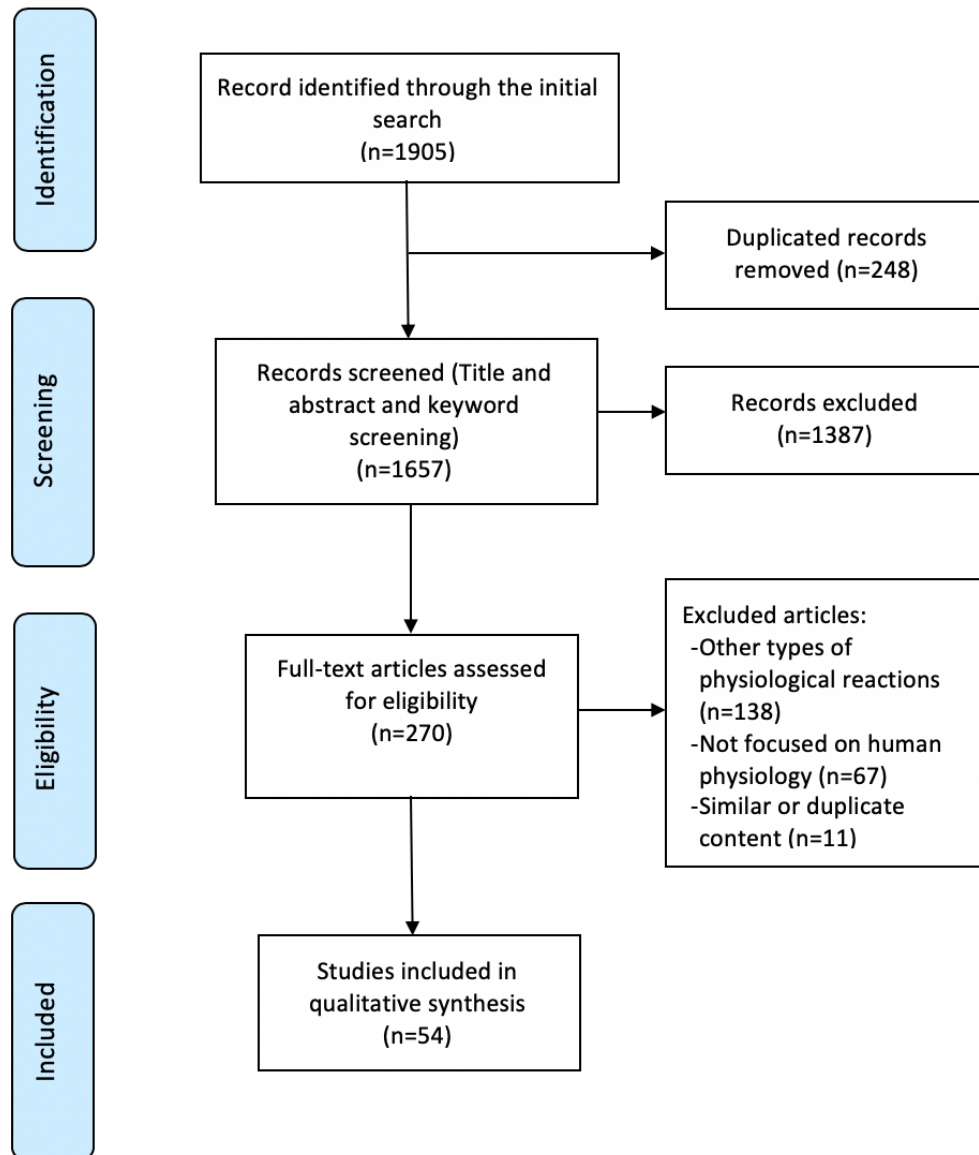 Identification
Record identified through the initial
search
(n=1905)
Duplicated records
removed (n=248)
Screening
Records screened (Title and
abstract and keyword
screening)
(n=1657)
Records excluded
(n=1387)
Eligibility
Full-text articles assessed
for eligibility
(n=270)
Excluded articles:
-Other types of
physiological reactions
(n=138)
-Not focused on human
physiology (n=67)
-Similar or duplicate
content (n=11)
Included
Studies included in
qualitative synthesis
(n=54)